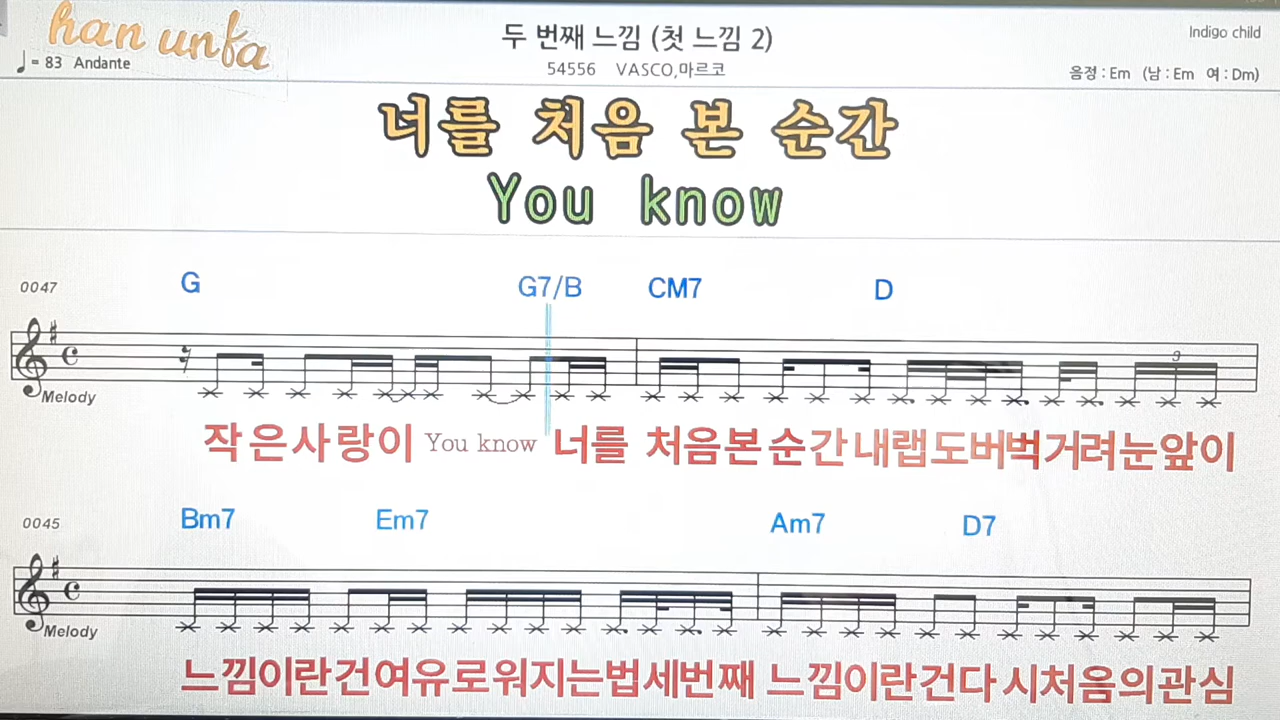 han unfa
두 번째 느낌 (첫 느낌 2)
Indigo child
♩= 83 Andante
54556 VASCO,마르코
음정 : Em (남 : Em 여 : Dm)
너를 처음 본 순간
You know
0047
G G7/B CM7 D
3
Melody
작은사랑이 You know 너를 처음본순간내랩도버벅거려눈앞이
0045
Bm7 Em7 Am7 D7
Melody
느낌이란건여유로워지는법세번째 느낌이란건다시처음의관심